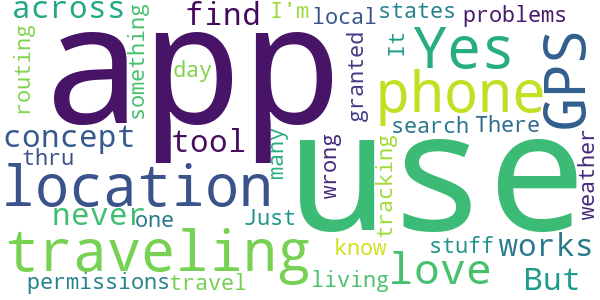 across find I'm local states problems
routing app something day granted It Yes GPS
phone
concept tool search There
thru many wrong use weather
location tracking
never one Just know stuff works
traveling love
permissions travel living But